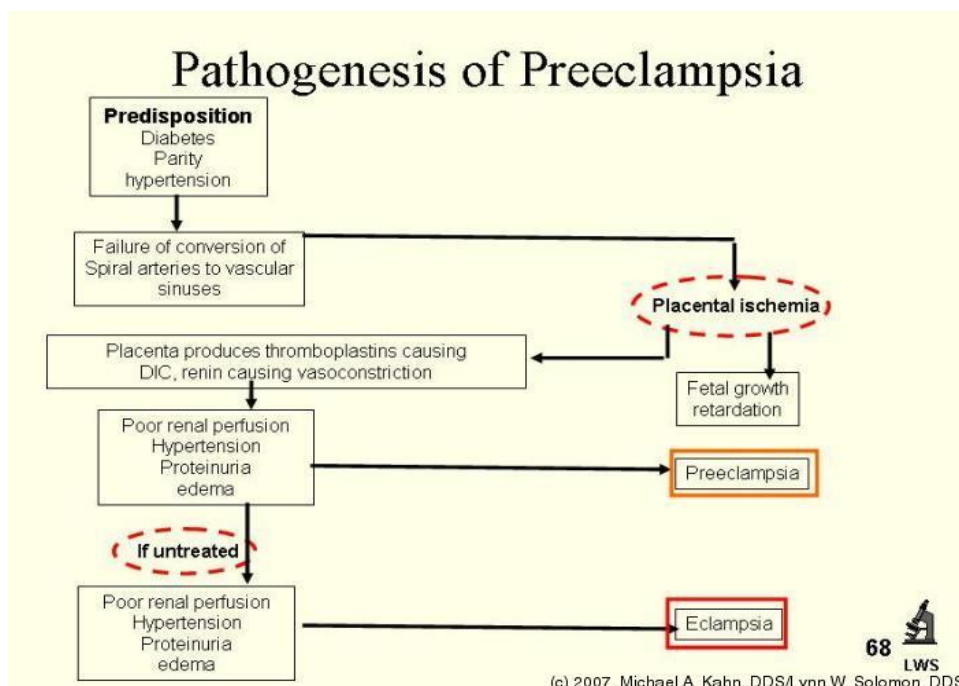 Pathogenesis of Preeclampsia
Predisposition
Diabetes
Parity
hypertension
Failure of conversion of
Spiral arteries to vascular
sinuses
Placental ischemia
Placenta produces thromboplastins causing
DIC, renin causing vasoconstriction
Fetal growth
retardation
Poor renal perfusion
Hypertension
Proteinuria
edema
Preeclampsia
If untreated
Poor renal perfusion
Hypertension
Proteinuria
edema
Eclampsia
68
LWS
(c) 2007, Michael A. Kahn, DDS/Lynn W. Solomon, DDS